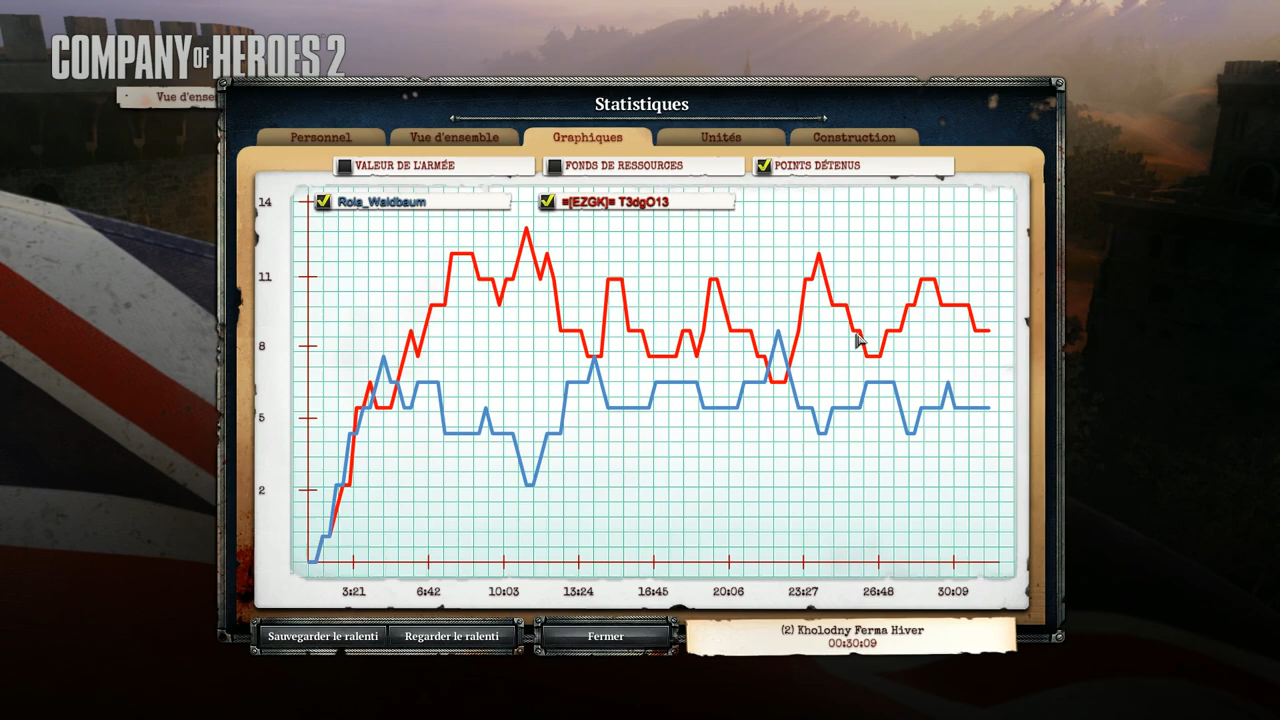 COMPANY OF HEROES 2
Vue d'ense
Statistiques
Personnel
Vue d'ensemble
Graphiques
Unités
Construction
VALEUR DE L'ARMÉE
FONDS DE RESSOURCES
POINTS DÉTENUS
Rola_Waldbaum
=[EZGK]= T3dgO13
14
11
8
5
2
3:21
6:42
10:03
13:24
16:45
20:06
23:27
26:48
30:09
Sauvegarder le ralenti
Regarder le ralenti
Fermer
(2) Kholodny Ferma Hiver
00:30:09